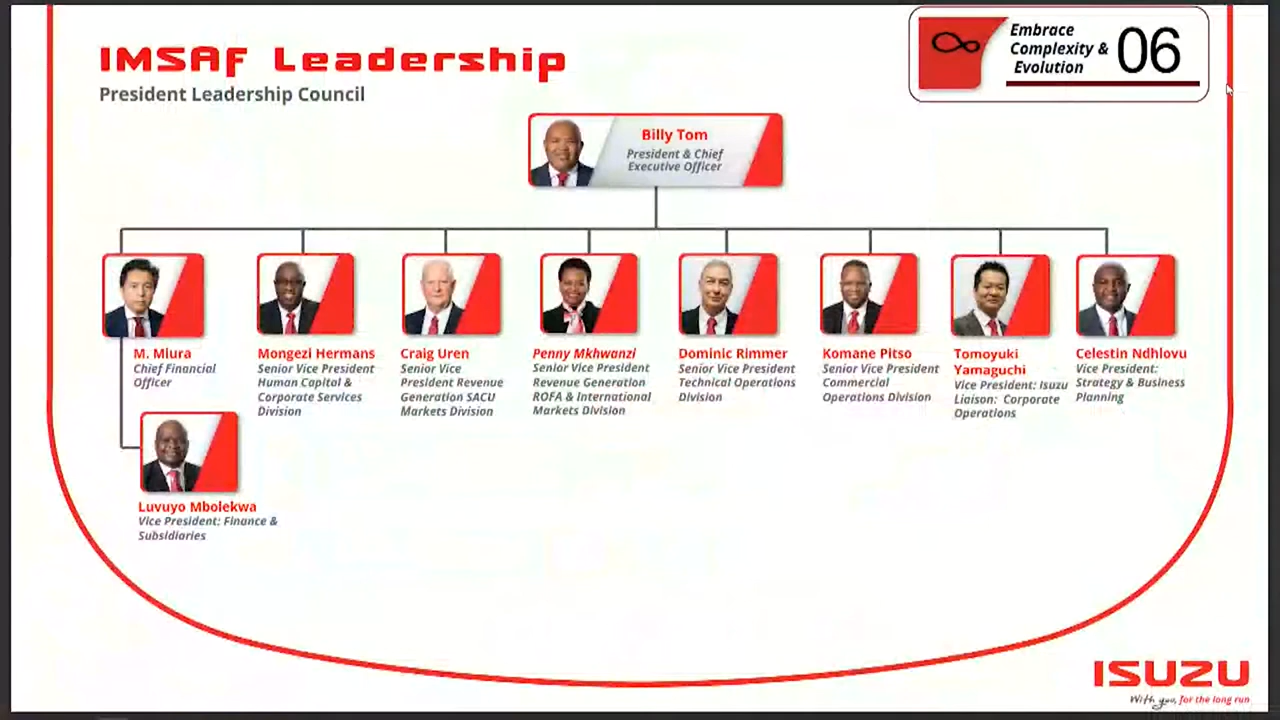 IMSAF Leadership
President Leadership Council
Embrace
Complexity &
Evolution
06
Billy Tom
President & Chief
Executive Officer
M. Miura
Chief Financial
Officer
Mongezi Hermans
Senior Vice President
Human Capital &
Corporate Services
Division
Craig Uren
Senior Vice
President Revenue
Generation SACU
Markets Division
Penny Mkhwanzi
Senior Vice President
Revenue Generation
ROFA & International
Markets Division
Dominic Rimmer
Senior Vice President
Technical Operations
Division
Komane Pitso
Senior Vice President
Commercial
Operations Division
Tomoyuki
Yamaguchi
Vice President: Isuzu
Liaison: Corporate
Operations
Celestin Ndhlovu
Vice President:
Strategy & Business
Planning
Luvuyo Mbolekwa
Vice President: Finance &
Subsidiaries
ISUZU
With you, for the long run